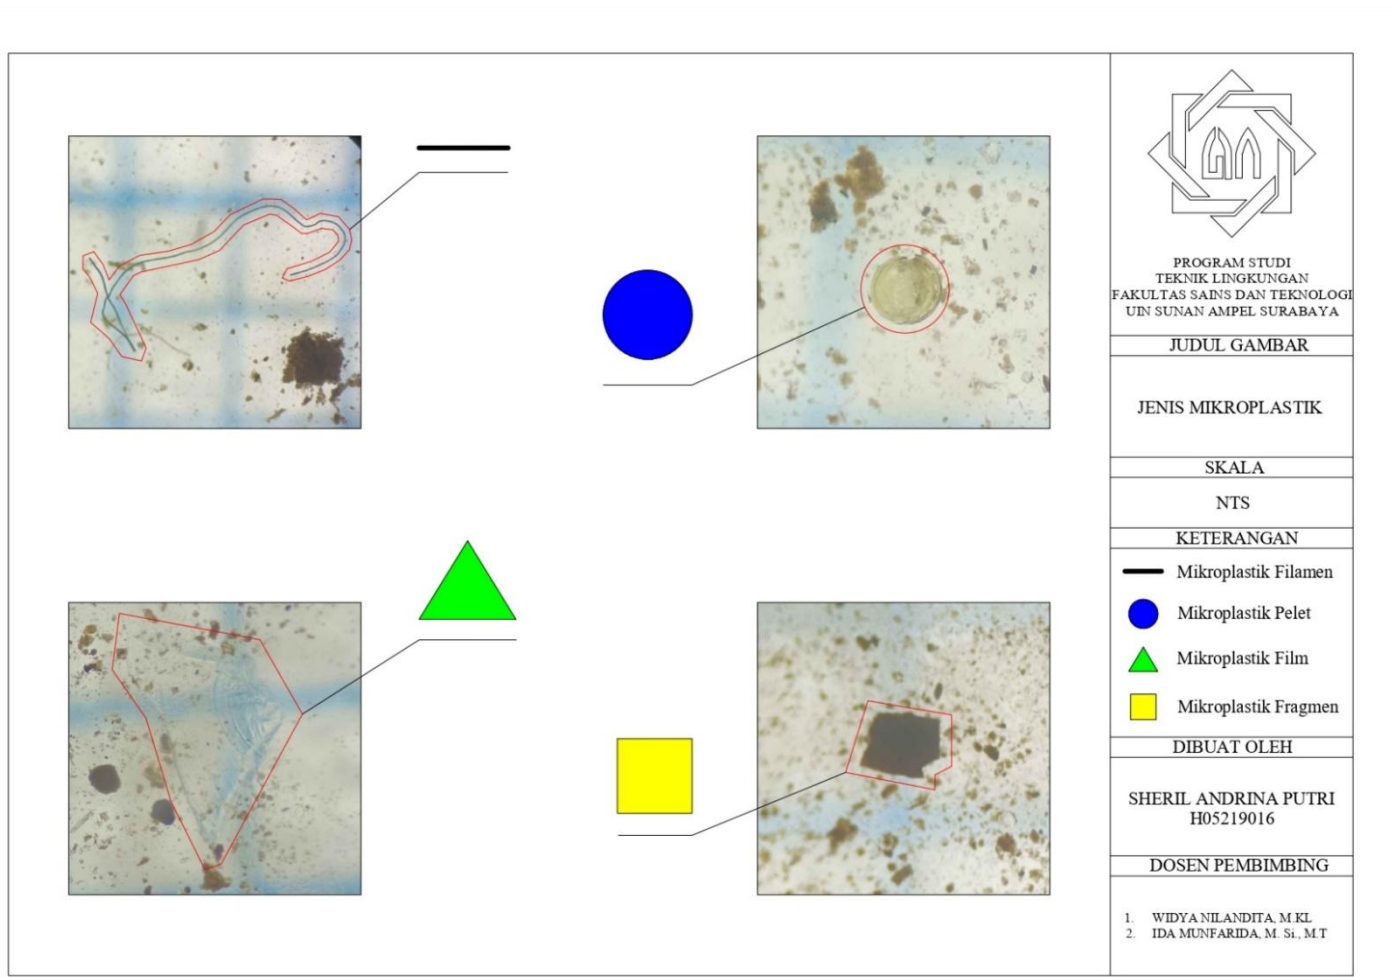 PROGRAM STUDI
TEKNIK LINGKUNGAN
FAKULTAS SAINS DAN TEKNOLOGI
UIN SUNAN AMPEL SURABAYA
JUDUL GAMBAR
JENIS MIKROPLASTIK
SKALA
NTS
KETERANGAN
Mikroplastik Filamen
Mikroplastik Pelet
Mikroplastik Film
Mikroplastik Fragmen
DIBUAT OLEH
SHERIL ANDRINA PUTRI
H05219016
DOSEN PEMBIMBING
1. WIDYA NILANDITA, M.KL
2. IDA MUNFARIDA, M. Si., M.T